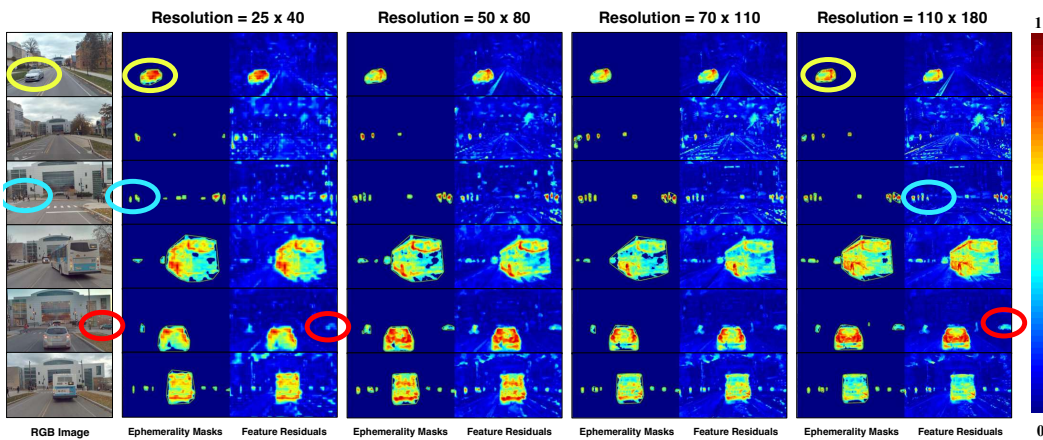 Resolution = 25 x 40 Resolution = 50 x 80 Resolution = 70 x 110 Resolution = 110 x 180
1
0
RGB Image Ephemerality Masks Feature Residuals Ephemerality Masks Feature Residuals Ephemerality Masks Feature Residuals Ephemerality Masks Feature Residuals